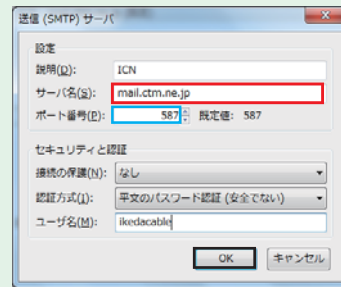 送信 (SMTP) サーバ
設定
説明(D): ICN
サーバ名(S): mail.ctm.ne.jp
ポート番号(P): 587 既定値: 587
セキュリティと認証
接続の保護(N): なし
認証方式(I): 平文のパスワード認証 (安全でない)
ユーザ名(M): ikedacable
OK キャンセル